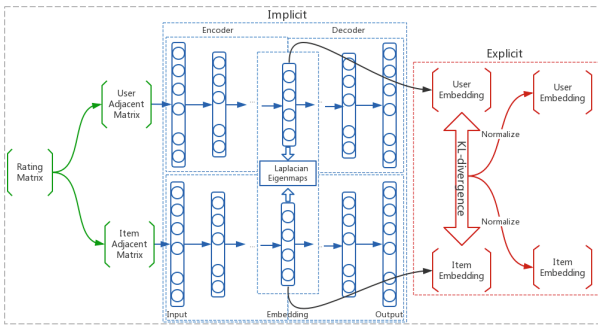 Implicit
Encoder
Decoder
Explicit
User
Adjacent
Matrix
User
Embedding
User
Embedding
Normalize
Rating
Matrix
Laplacian
Eigenmaps
KL-divergence
Normalize
Item
Adjacent
Matrix
Item
Embedding
Item
Embedding
Input
Embedding
Output